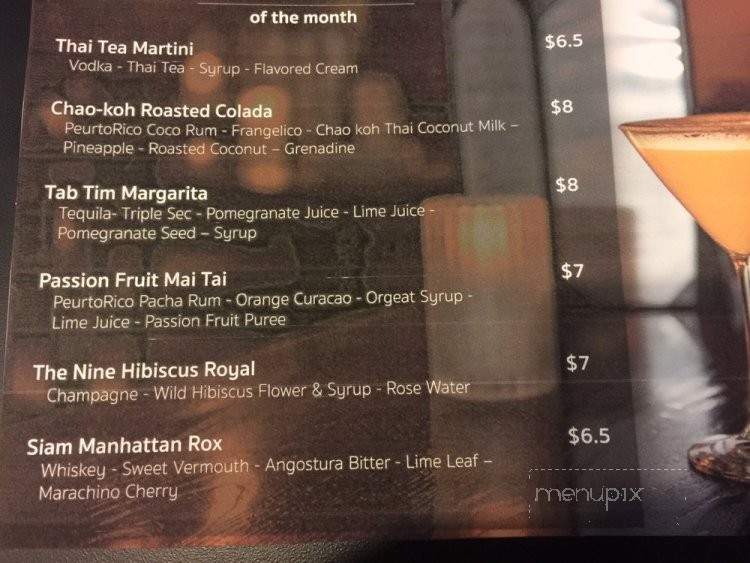 of the month
Thai Tea Martini $6.5
Vodka - Thai Tea - Syrup - Flavored Cream
Chao-koh Roasted Colada $8
PeurtoRico Coco Rum - Frangelico - Chao koh Thai Coconut Milk –
Pineapple - Roasted Coconut – Grenadine
Tab Tim Margarita $8
Tequila- Triple Sec - Pomegranate Juice - Lime Juice -
Pomegranate Seed – Syrup
Passion Fruit Mai Tai $7
PeurtoRico Pacha Rum - Orange Curacao - Orgeat Syrup -
Lime Juice - Passion Fruit Puree
The Nine Hibiscus Royal $7
Champagne - Wild Hibiscus Flower & Syrup - Rose Water
Siam Manhattan Rox $6.5
Whiskey - Sweet Vermouth - Angostura Bitter - Lime Leaf –
Marachino Cherry
menupix